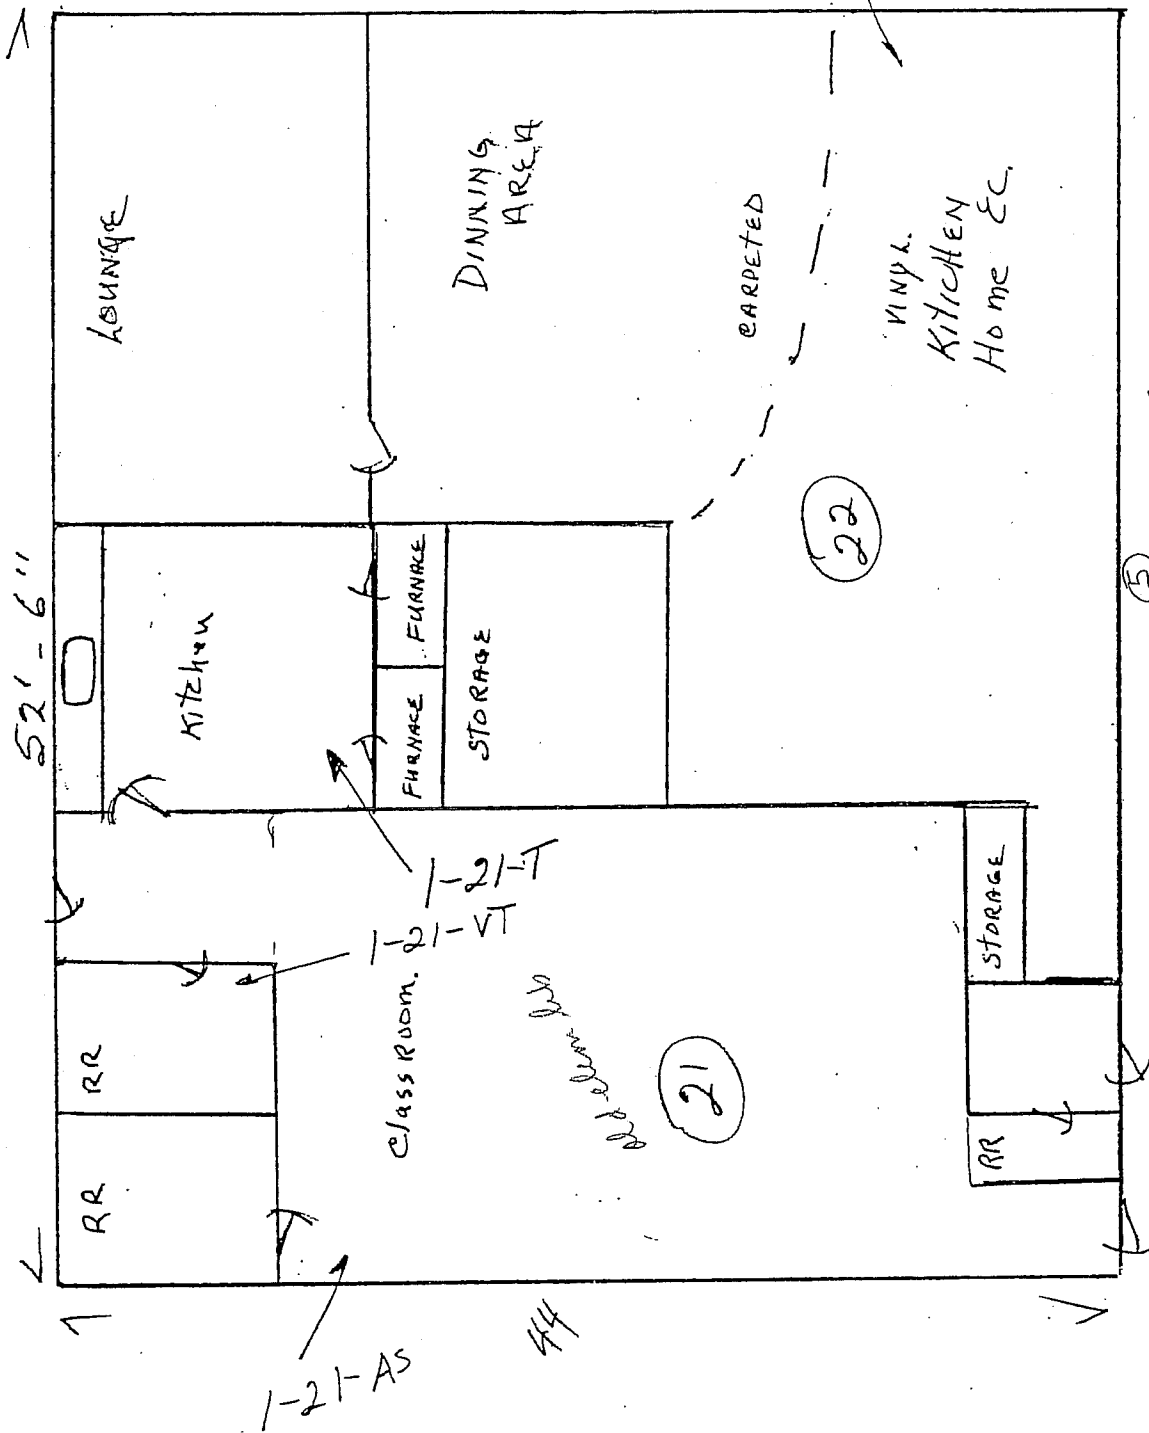 52' - 6"
LOUNGE
Kitchen
RR
RR
DINNING
AREA
FURNACE
FURNACE
STORAGE
CARPETED
VINYL
KITCHEN
Home EC.
22
1-21-T
1-21-VT
Class ROOM.
21
STORAGE
RR
1-21-AS
44
5